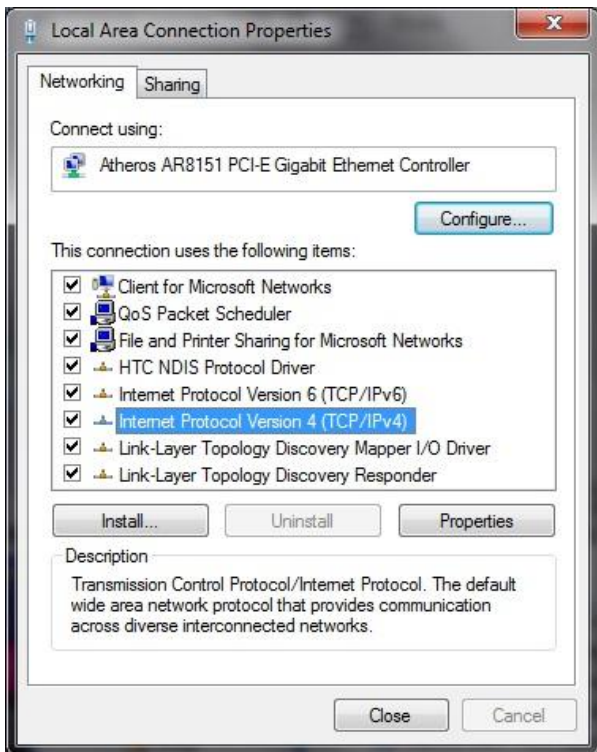 Local Area Connection Properties
Networking Sharing
Connect using:
Atheros AR8151 PCI-E Gigabit Ethernet Controller
Configure...
This connection uses the following items:
Client for Microsoft Networks
QoS Packet Scheduler
File and Printer Sharing for Microsoft Networks
HTC NDIS Protocol Driver
Internet Protocol Version 6 (TCP/IPv6)
Internet Protocol Version 4 (TCP/IPv4)
Link-Layer Topology Discovery Mapper I/O Driver
Link-Layer Topology Discovery Responder
Install... Uninstall Properties
Description
Transmission Control Protocol/Internet Protocol. The default
wide area network protocol that provides communication
across diverse interconnected networks.
Close Cancel